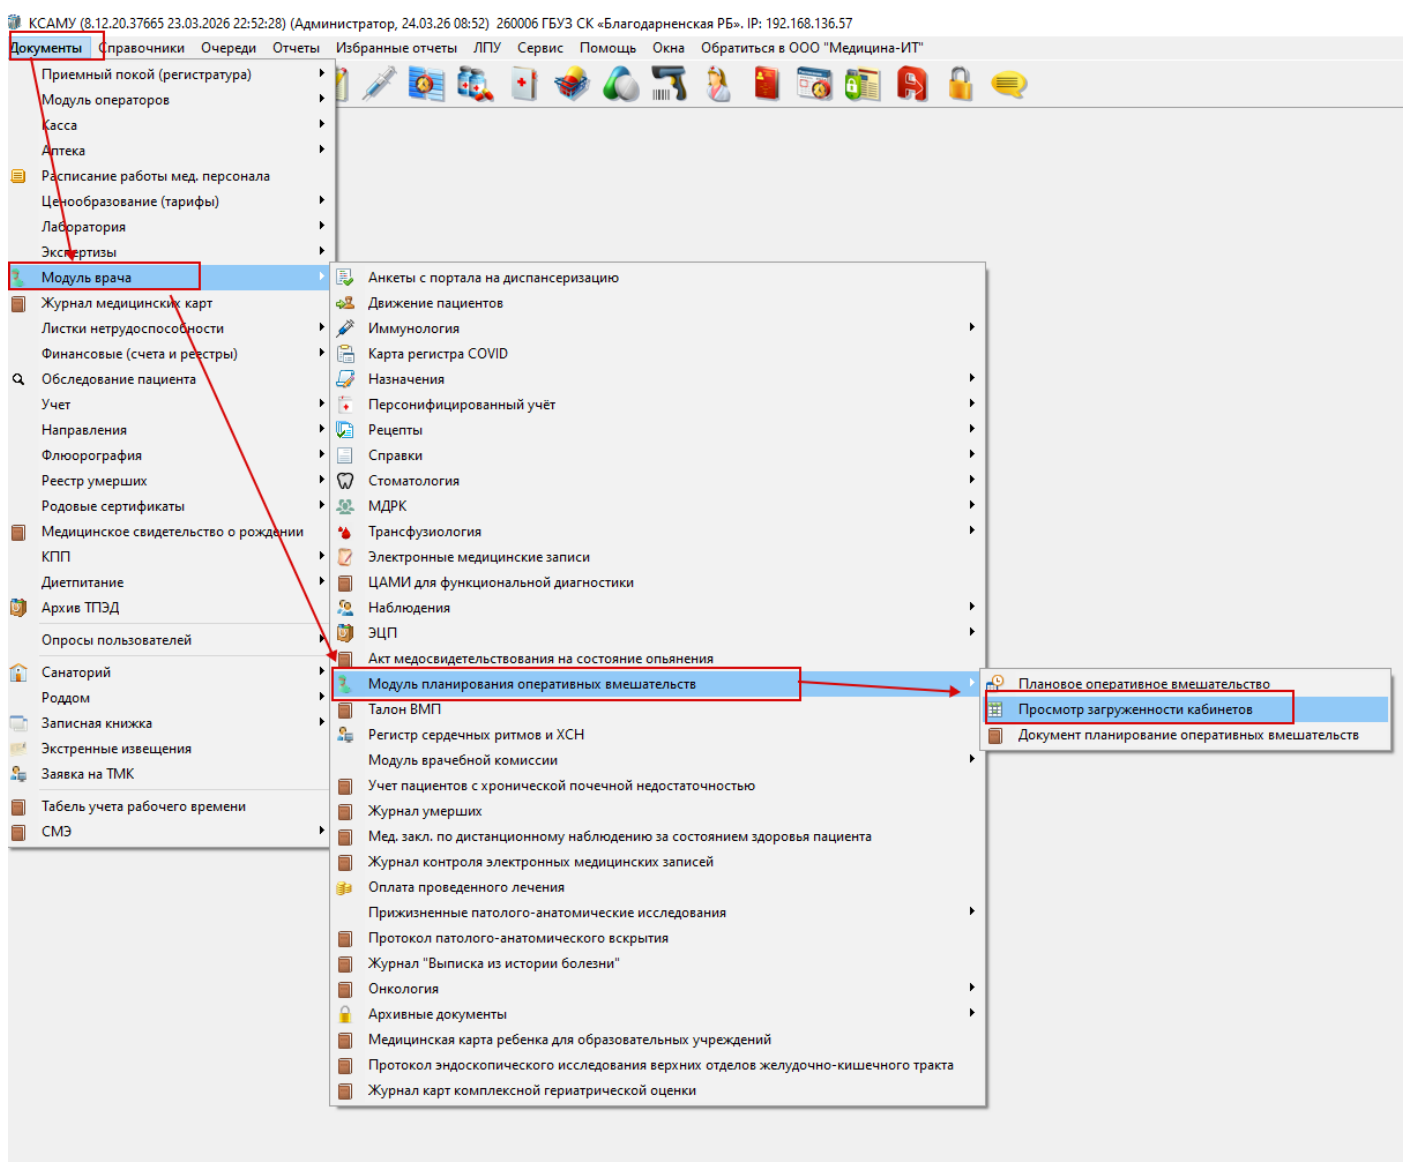 КСАМУ (8.12.20.37665 23.03.2026 22:52:28) (Администратор, 24.03.26 08:52)  260006 ГБУЗ СК «Благодарненская РБ». IP: 192.168.136.57
Документы Справочники Очереди Отчеты Избранные отчеты ЛПУ Сервис Помощь Окна Обратиться в ООО "Медицина-ИТ"
Приемный покой (регистратура)
Модуль операторов
Касса
Аптека
Расписание работы мед. персонала
Ценообразование (тарифы)
Лаборатория
Экспертизы
Модуль врача
Журнал медицинских карт
Листки нетрудоспособности
Финансовые (счета и реестры)
Обследование пациента
Учет
Направления
Флюорография
Реестр умерших
Родовые сертификаты
Медицинское свидетельство о рождении
КПП
Диетпитание
Архив ТПЭД
Опросы пользователей
Санаторий
Роддом
Записная книжка
Экстренные извещения
Заявка на ТМК
Табель учета рабочего времени
СМЭ
Анкеты с портала на диспансеризацию
Движение пациентов
Иммунология
Карта регистра COVID
Назначения
Персонифицированный учёт
Рецепты
Справки
Стоматология
МДРК
Трансфузиология
Электронные медицинские записи
ЦАМИ для функциональной диагностики
Наблюдения
ЭЦП
Акт медосвидетельствования на состояние опьянения
Модуль планирования оперативных вмешательств
Талон ВМП
Регистр сердечных ритмов и ХСН
Модуль врачебной комиссии
Учет пациентов с хронической почечной недостаточностью
Журнал умерших
Мед. закл. по дистанционному наблюдению за состоянием здоровья пациента
Журнал контроля электронных медицинских записей
Оплата проведенного лечения
Прижизненные патолого-анатомические исследования
Протокол патолого-анатомического вскрытия
Журнал "Выписка из истории болезни"
Онкология
Архивные документы
Медицинская карта ребенка для образовательных учреждений
Протокол эндоскопического исследования верхних отделов желудочно-кишечного тракта
Журнал карт комплексной гериатрической оценки
Плановое оперативное вмешательство
Просмотр загруженности кабинетов
Документ планирование оперативных вмешательств